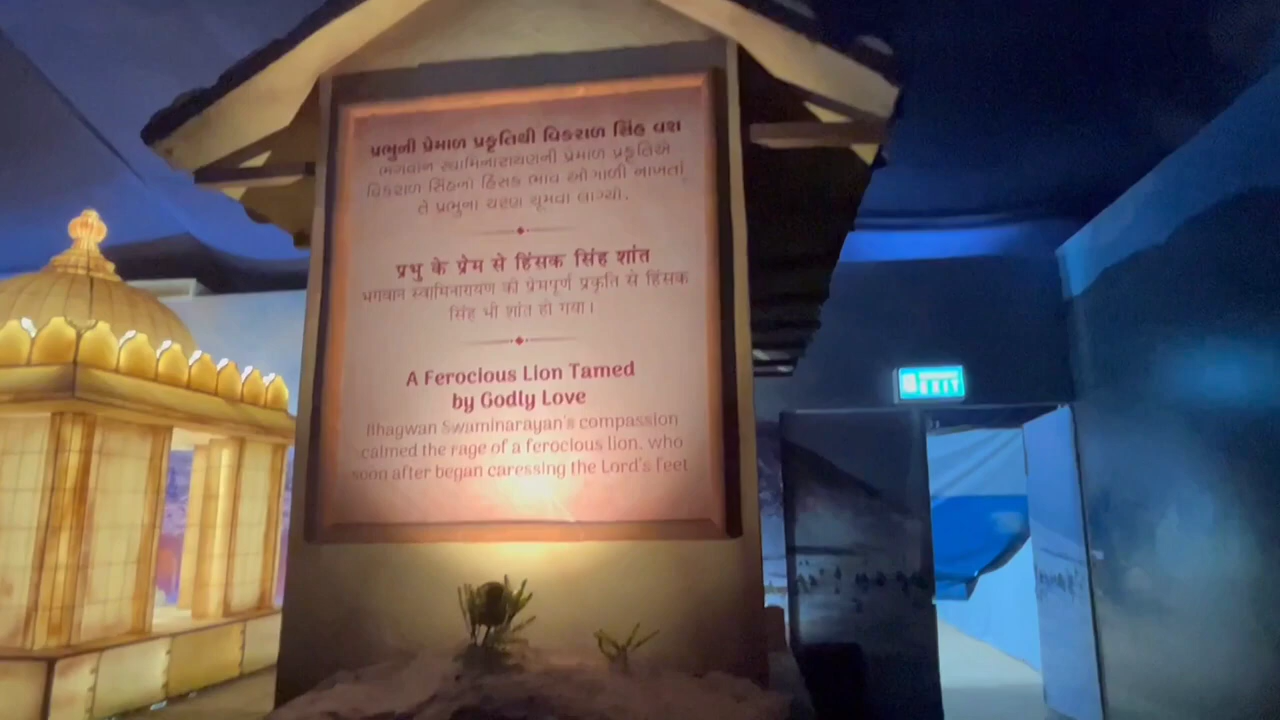 પ્રભુની પ્રેમાળ પ્રકૃતિથી વિકરાળ સિંહ વશ
ભગવાન સ્વામિનારાયણની પ્રેમાળ પ્રકૃતિએ
વિકરાળ સિંહનો હિંસક ભાવ ઓગાળી નાખતાં
તે પ્રભુનાં ચરણ ચૂમવા લાગ્યો.
प्रभु के प्रेम से हिंसक सिंह शांत
भगवान स्वामिनारायण की प्रेमपूर्ण प्रकृति से हिंसक
सिंह भी शांत हो गया।
A Ferocious Lion Tamed
by Godly Love
Bhagwan Swaminarayan's compassion
calmed the rage of a ferocious lion, who
soon after began caressing the Lord's feet
EXIT